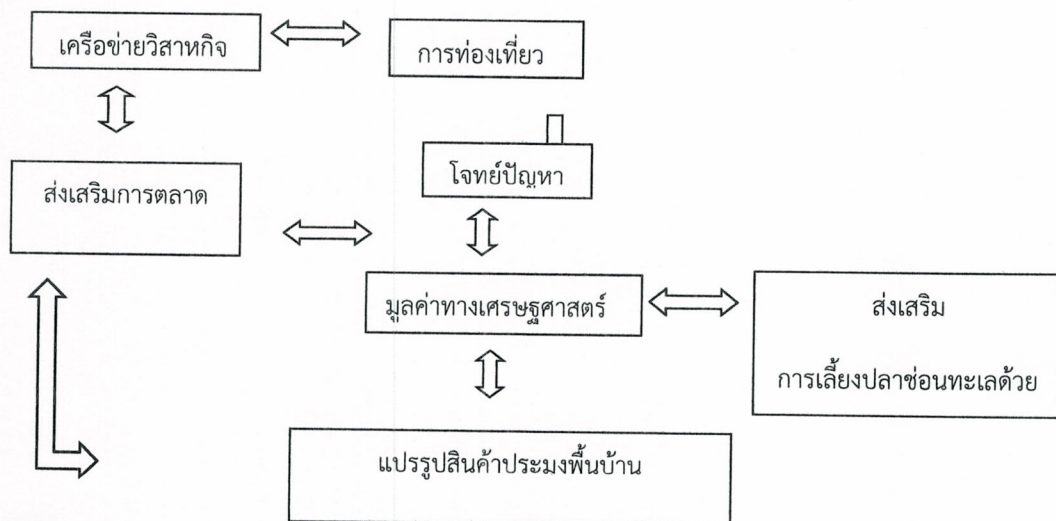 เครือข่ายวิสาหกิจ
การท่องเที่ยว
โจทย์ปัญหา
ส่งเสริมการตลาด
มูลค่าทางเศรษฐศาสตร์
ส่งเสริม
การเลี้ยงปลาช่อนทะเลด้วย
แปรรูปสินค้าประมงพื้นบ้าน